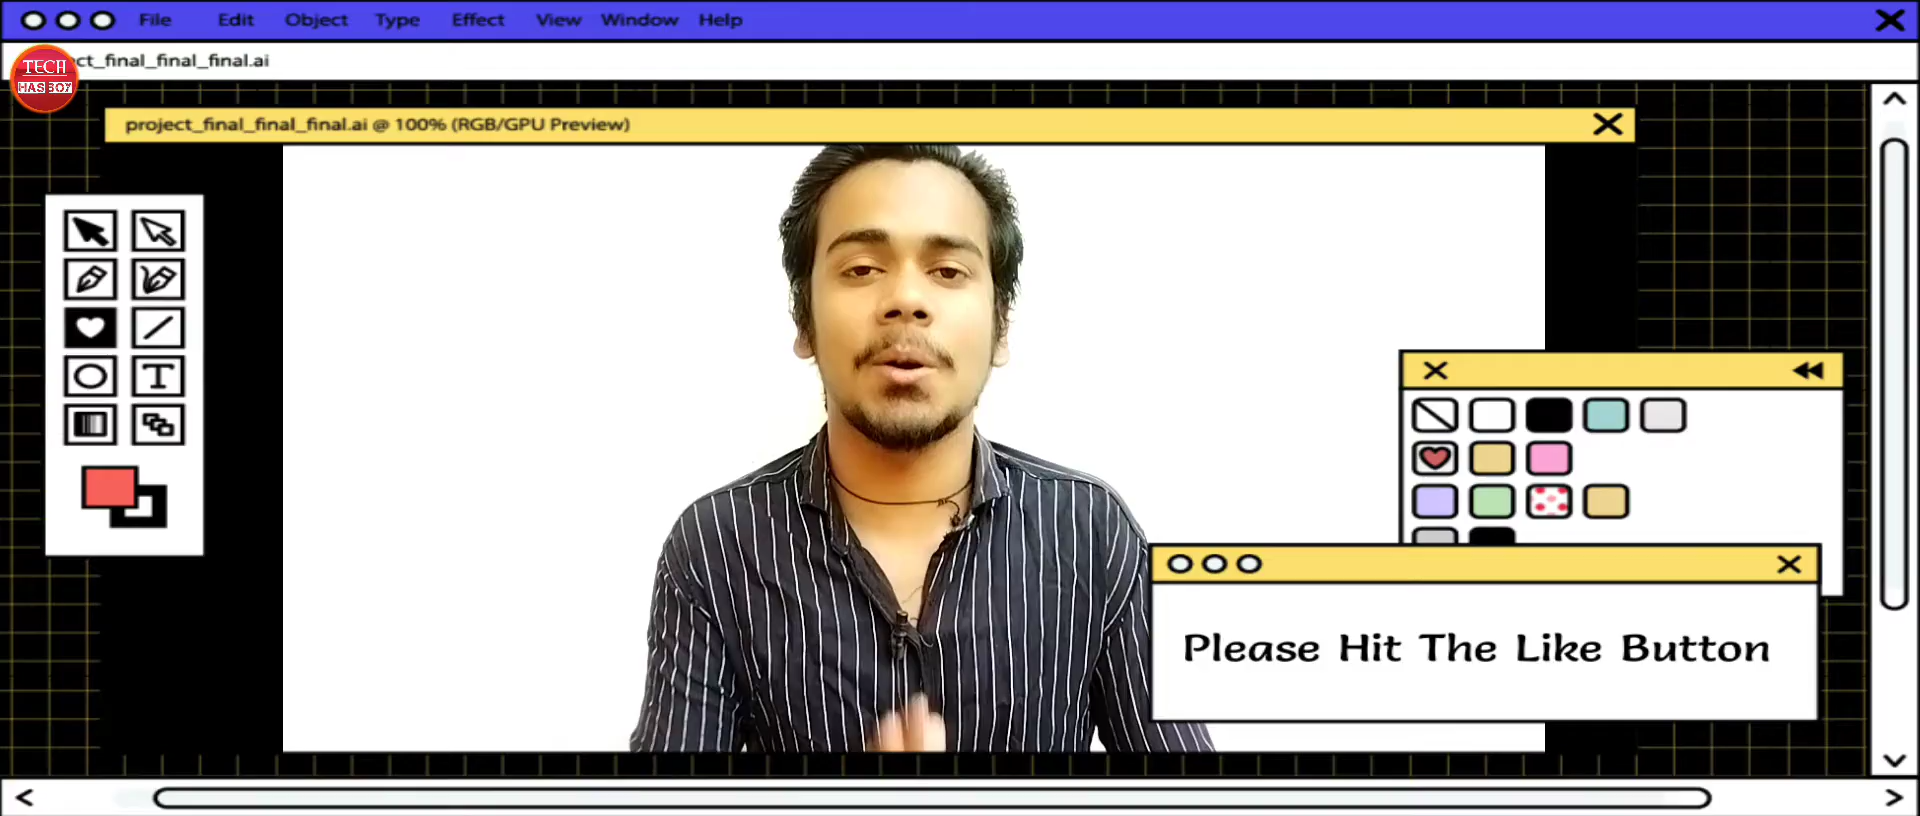 File Edit Object Type Effect View Window Help
ct_final_final_final.ai
TECH
HAS BOY
project_final_final_final.ai @ 100% (RGB/GPU Preview)
T
Please Hit The Like Button